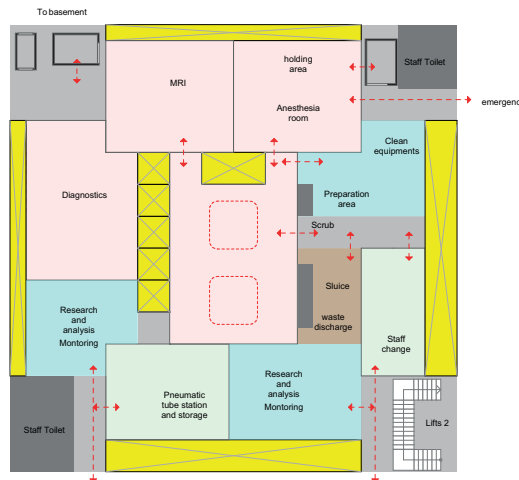 To basement
holding
area
Staff Toilet
MRI
emergenc
Anesthesia
room
Clean
equipments
Diagnostics
Preparation
area
Scrub
Sluice
waste
discharge
Research
and
analysis
Montoring
Staff
change
Pneumatic
tube station
and storage
Research
and
analysis
Montoring
Staff Toilet
Lifts 2